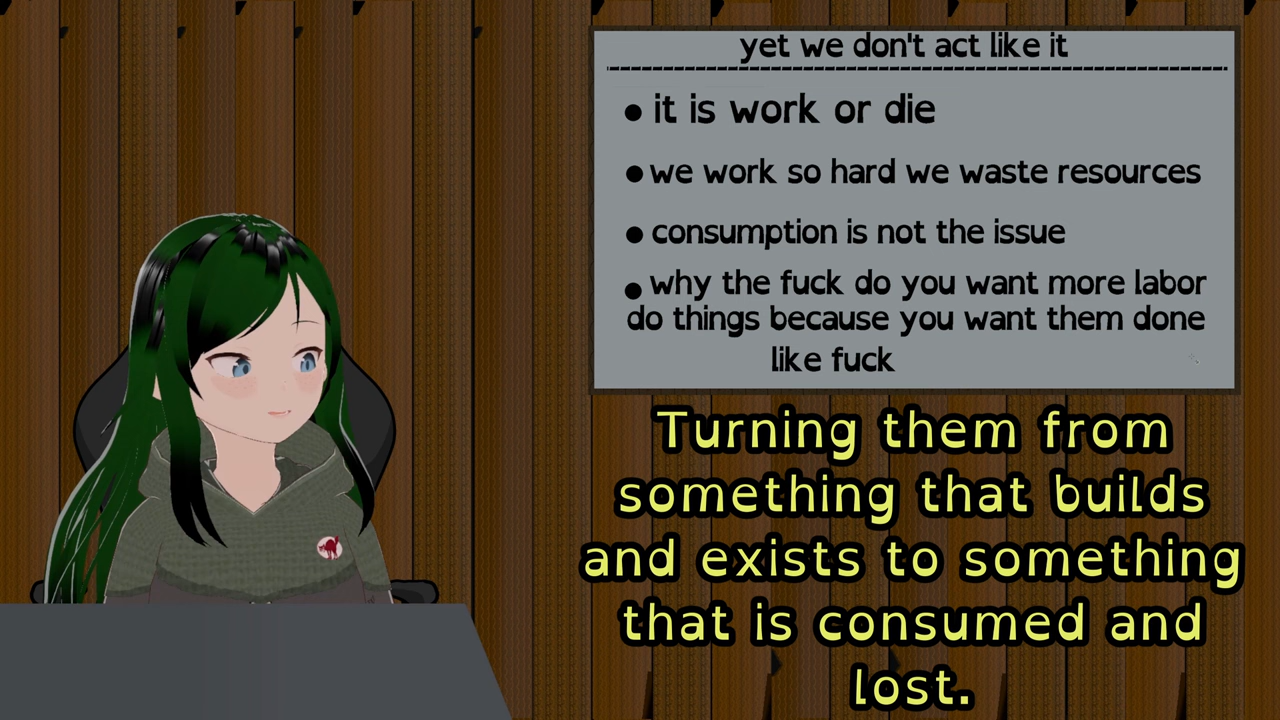 yet we don't act like it
● it is work or die
● we work so hard we waste resources
● consumption is not the issue
● why the fuck do you want more labor
do things because you want them done
like fuck
Turning them from
something that builds
and exists to something
that is consumed and
lost.